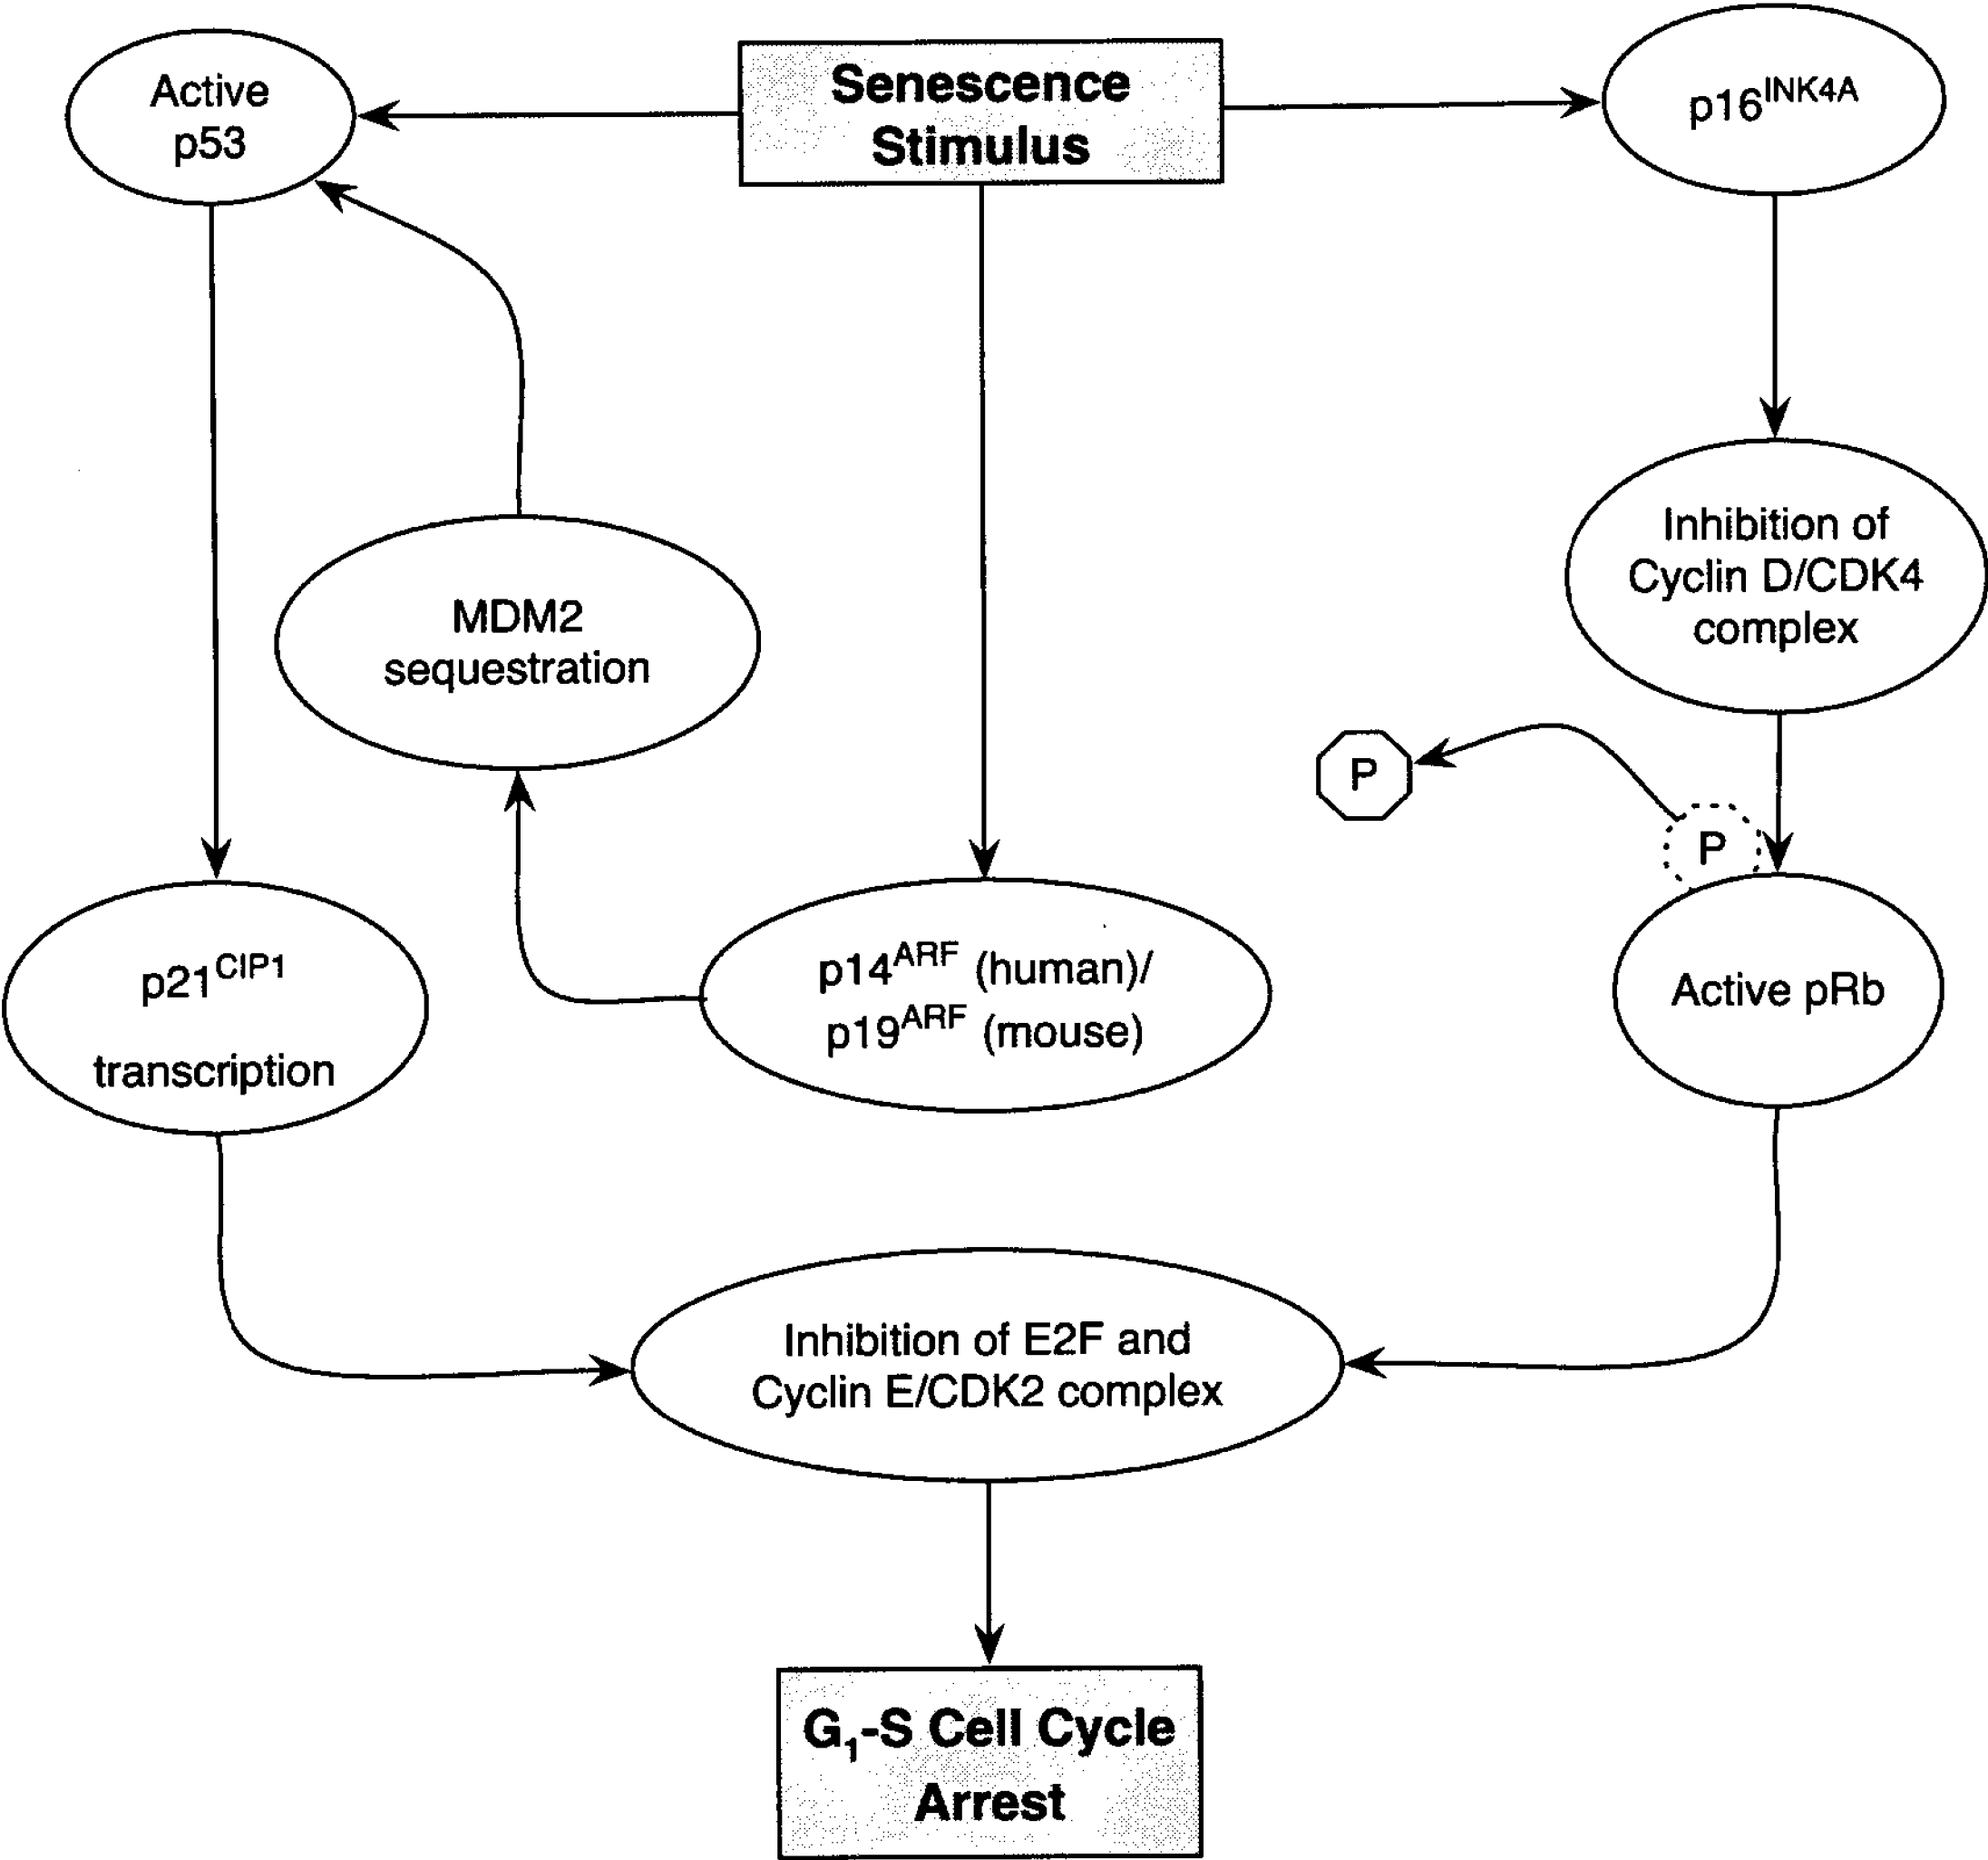 Active
p53
Senescence
Stimulus
p16INK4A
Inhibition of
Cyclin D/CDK4
complex
MDM2
sequestration
P
P
p21CIP1
transcription
p14ARF (human)/
p19ARF (mouse)
Active pRb
Inhibition of E2F and
Cyclin E/CDK2 complex
G1-S Cell Cycle
Arrest